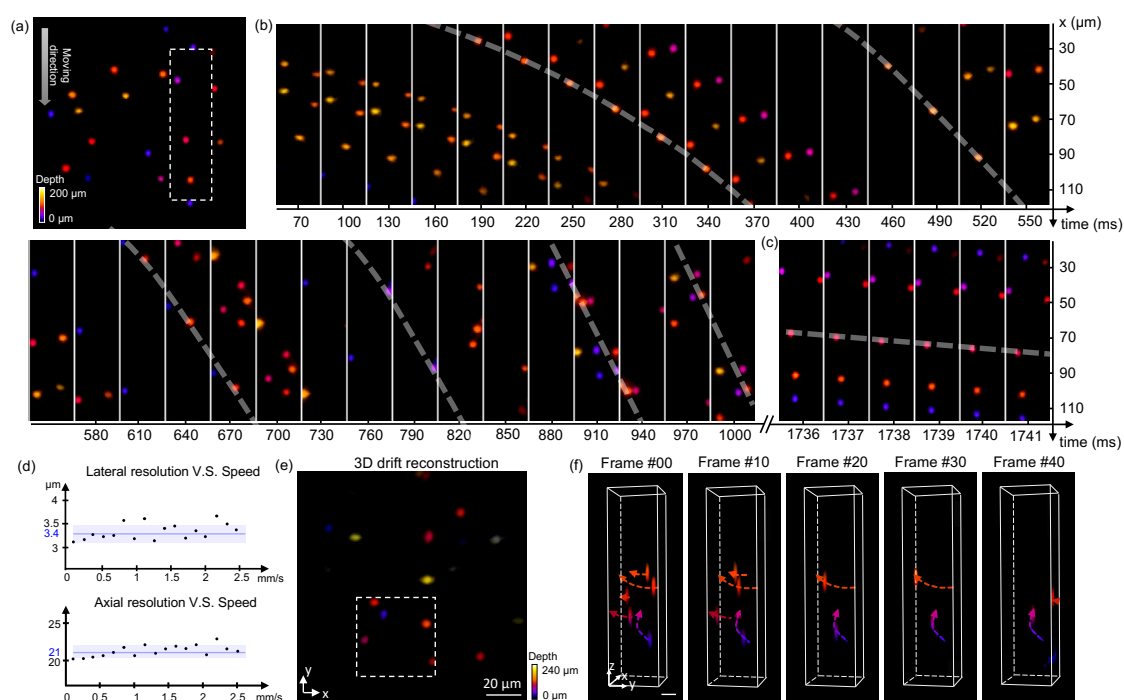 (a)
Moving
direction
Depth
200 µm
0 µm
(b)
x (µm)
30
50
70
90
110
70 100 130 160 190 220 250 280 310 340 370 400 430 460 490 520 550
time (ms)
(c)
30
50
70
90
110
580 610 640 670 700 730 760 790 820 850 880 910 940 970 1000
1736 1737 1738 1739 1740 1741
time (ms)
(d)
Lateral resolution V.S. Speed
µm
4
3.5
3.4
3
0 0.5 1 1.5 2 2.5 mm/s
Axial resolution V.S. Speed
25
21
20
0 0.5 1 1.5 2 2.5 mm/s
(e)
3D drift reconstruction
y
x
20 µm
Depth
240 µm
0 µm
(f)
Frame #00 Frame #10 Frame #20 Frame #30 Frame #40
z
x
y